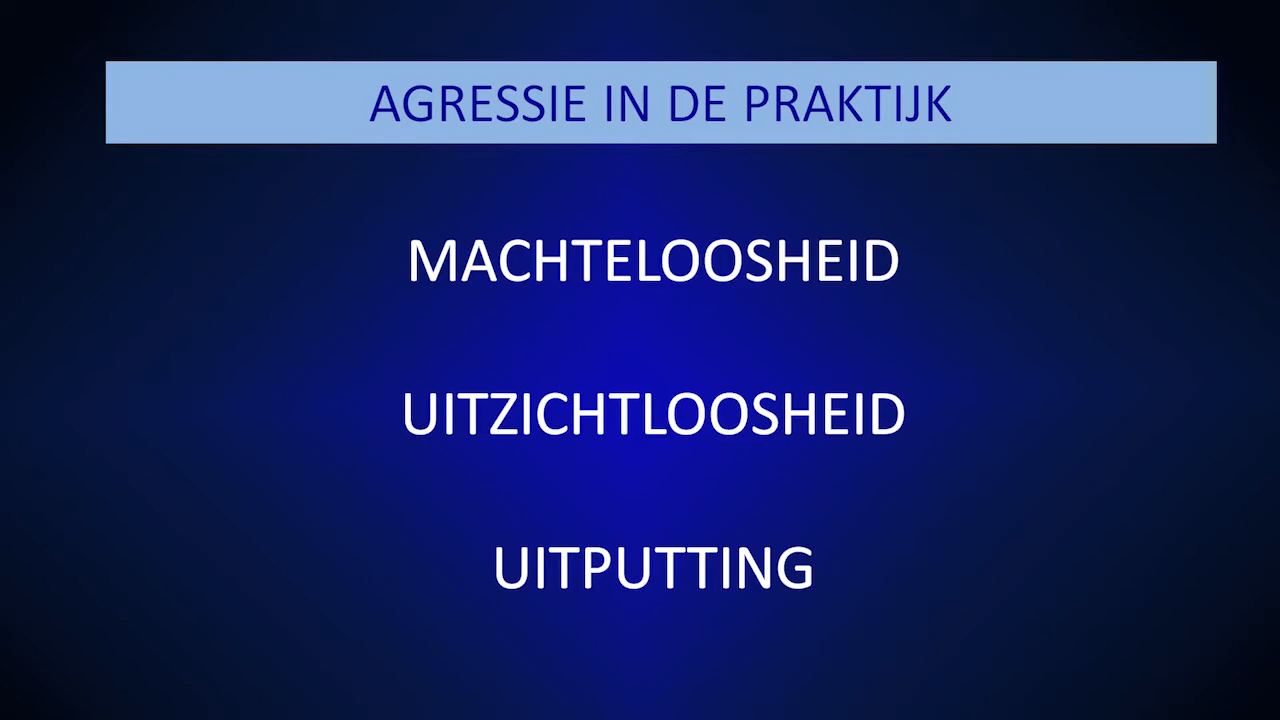 AGRESSIE IN DE PRAKTIJK
MACHTELOOSHEID
UITZICHTLOOSHEID
UITPUTTING